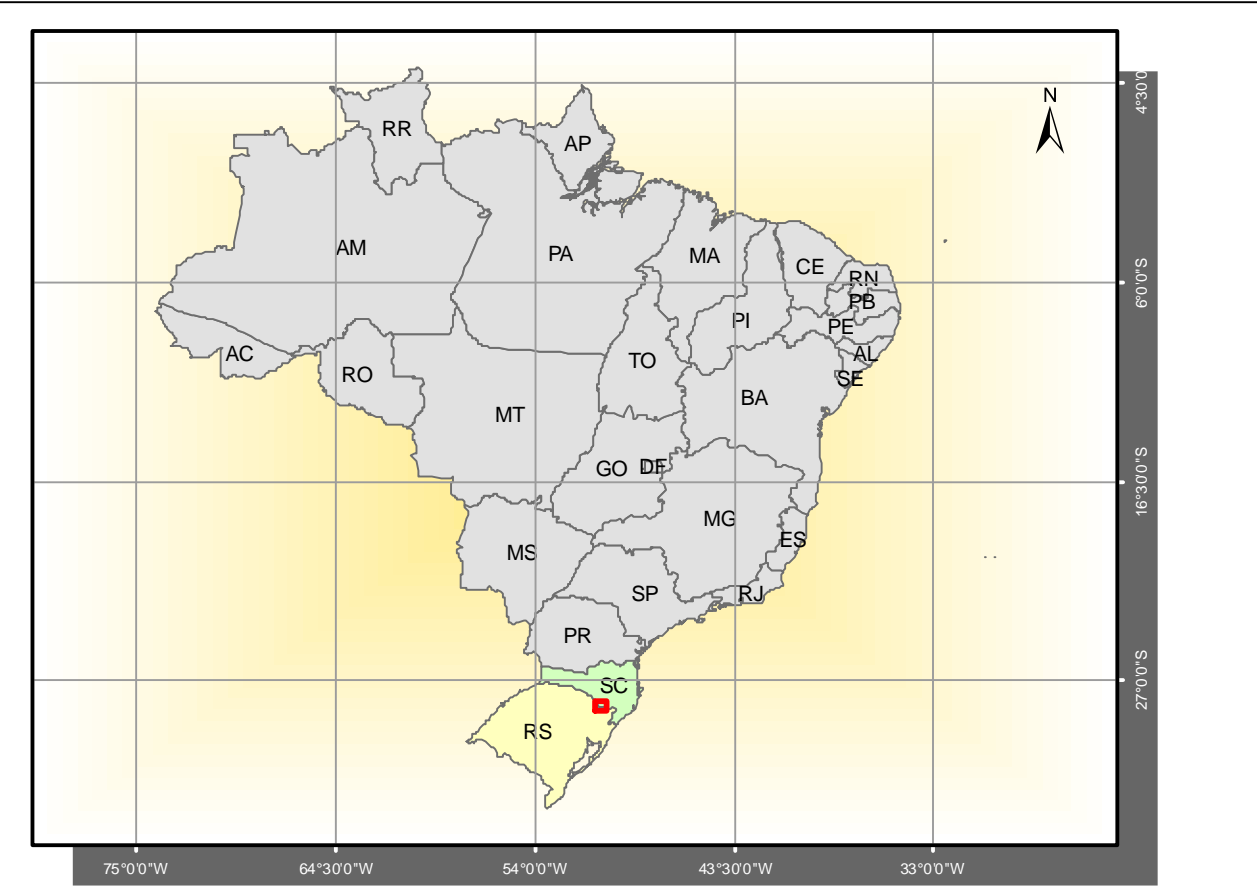 N
4°30'0
RR
AP
AM
PA
MA
CE
RN
6°0'0"S
PB
PI
PE
AC
TO
AL
RO
SE
BA
MT
GO
DF
16°30'0"S
MG
ES
MS
SP
RJ
PR
27°0'0"S
SC
RS
75°0'0"W 64°30'0"W 54°0'0"W 43°30'0"W 33°0'0"W